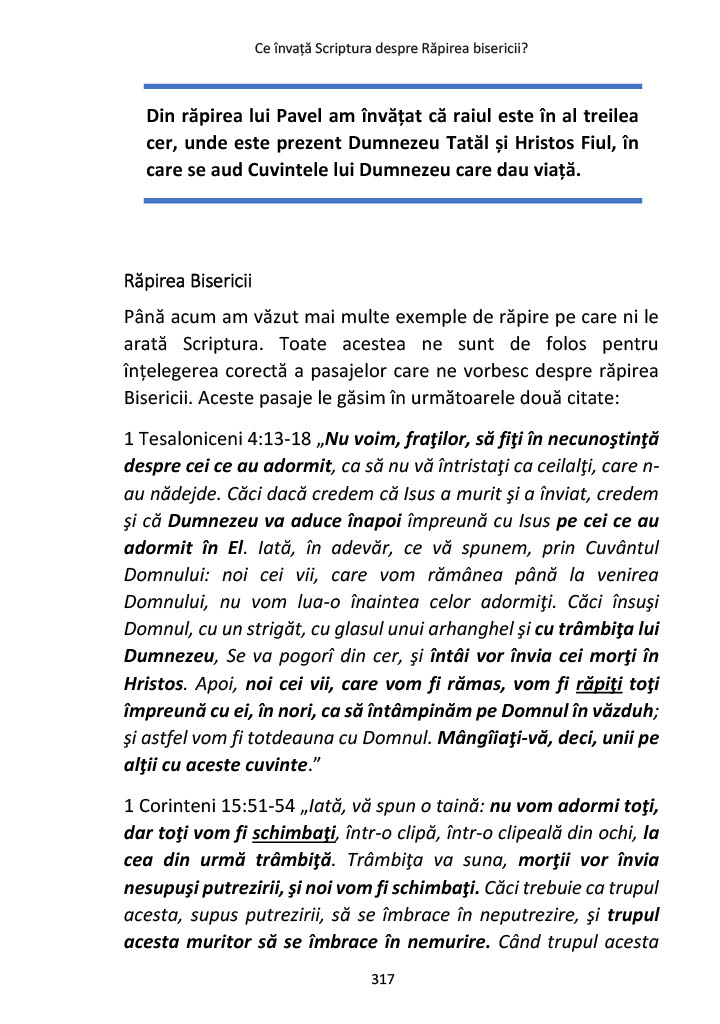 Ce învață Scriptura despre Răpirea bisericii?
Din răpirea lui Pavel am învățat că raiul este în al treilea
cer, unde este prezent Dumnezeu Tatăl și Hristos Fiul, în
care se aud Cuvintele lui Dumnezeu care dau viață.
Răpirea Bisericii
Până acum am văzut mai multe exemple de răpire pe care ni le
arată Scriptura. Toate acestea ne sunt de folos pentru
înțelegerea corectă a pasajelor care ne vorbesc despre răpirea
Bisericii. Aceste pasaje le găsim în următoarele două citate:
1 Tesaloniceni 4:13-18 „Nu voim, fraţilor, să fiţi în necunoştinţă
despre cei ce au adormit, ca să nu vă întristaţi ca ceilalţi, care n-
au nădejde. Căci dacă credem că Isus a murit şi a înviat, credem
şi că Dumnezeu va aduce înapoi împreună cu Isus pe cei ce au
adormit în El. Iată, în adevăr, ce vă spunem, prin Cuvântul
Domnului: noi cei vii, care vom rămânea până la venirea
Domnului, nu vom lua-o înaintea celor adormiţi. Căci însuşi
Domnul, cu un strigăt, cu glasul unui arhanghel şi cu trâmbiţa lui
Dumnezeu, Se va pogorî din cer, şi întâi vor învia cei morţi în
Hristos. Apoi, noi cei vii, care vom fi rămas, vom fi răpiţi toţi
împreună cu ei, în nori, ca să întâmpinăm pe Domnul în văzduh;
şi astfel vom fi totdeauna cu Domnul. Mângîiaţi-vă, deci, unii pe
alţii cu aceste cuvinte.”
1 Corinteni 15:51-54 „Iată, vă spun o taină: nu vom adormi toţi,
dar toţi vom fi schimbaţi, într-o clipă, într-o clipeală din ochi, la
cea din urmă trâmbiţă. Trâmbiţa va suna, morţii vor învia
nesupuşi putrezirii, şi noi vom fi schimbaţi. Căci trebuie ca trupul
acesta, supus putrezirii, să se îmbrace în neputrezire, şi trupul
acesta muritor să se îmbrace în nemurire. Când trupul acesta
317